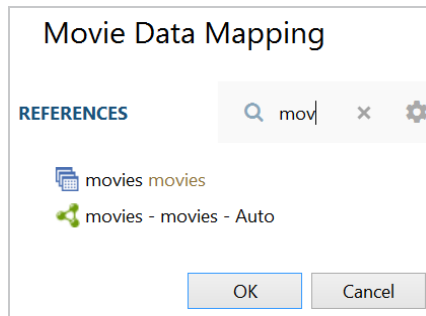 Movie Data Mapping
REFERENCES mov
movies movies
movies - movies - Auto
OK Cancel